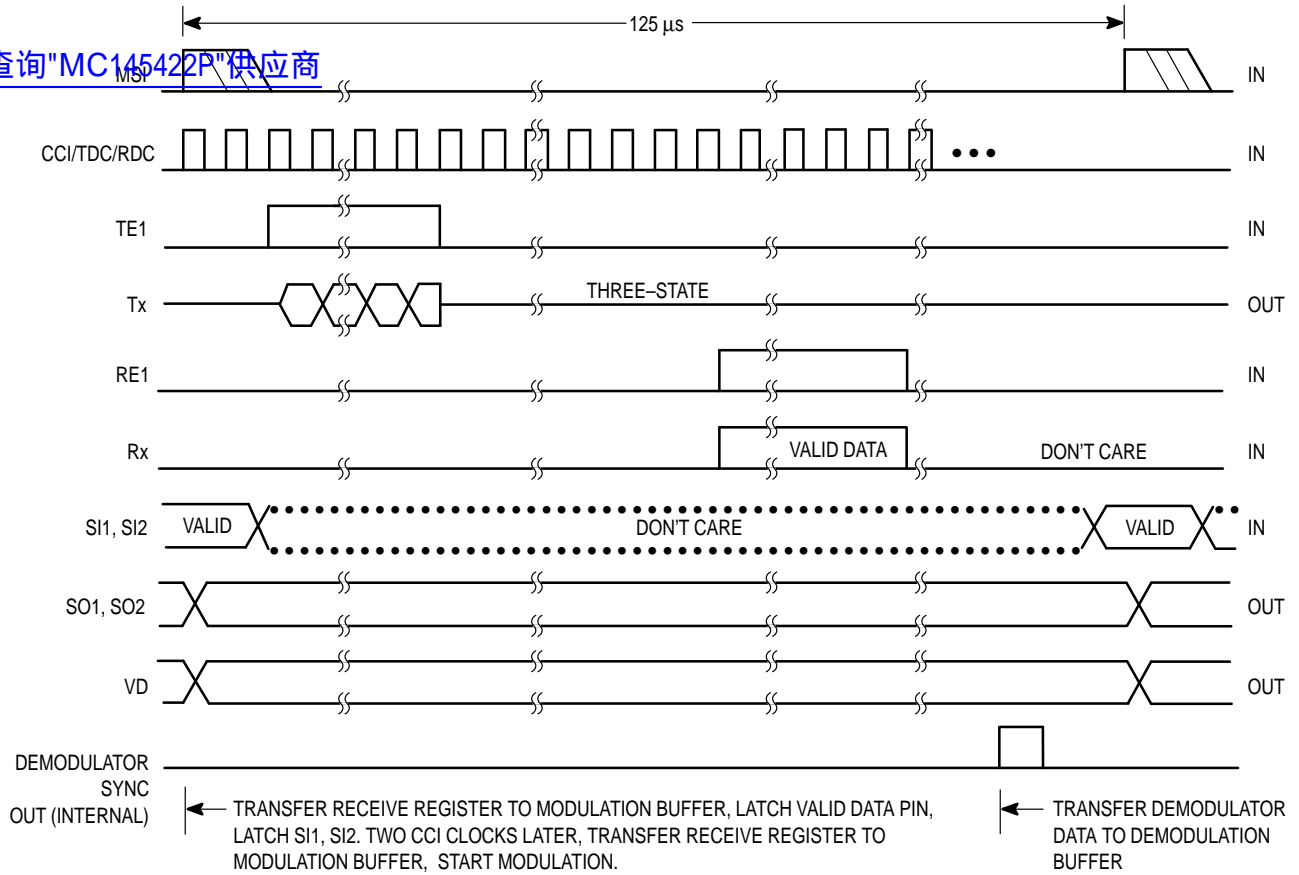 125 μs
查询"MC145422P"供应商
MSI
IN
CCI/TDC/RDC
IN
TE1
IN
Tx
THREE–STATE
OUT
RE1
IN
Rx
VALID DATA
DON'T CARE
IN
SI1, SI2
VALID
DON'T CARE
VALID
IN
SO1, SO2
OUT
VD
OUT
DEMODULATOR
SYNC
OUT (INTERNAL)
TRANSFER RECEIVE REGISTER TO MODULATION BUFFER, LATCH VALID DATA PIN,
LATCH SI1, SI2. TWO CCI CLOCKS LATER, TRANSFER RECEIVE REGISTER TO
MODULATION BUFFER, START MODULATION.
TRANSFER DEMODULATOR
DATA TO DEMODULATION
BUFFER